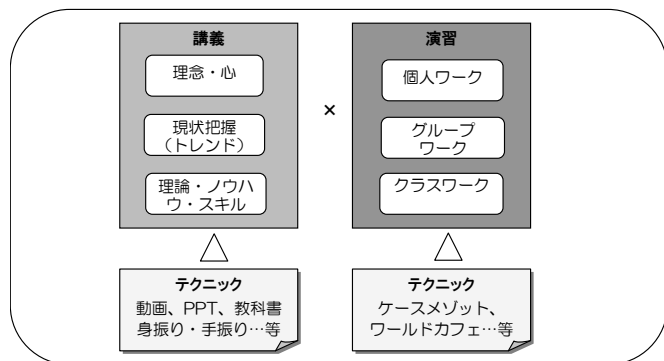 講義
理念・心
現状把握
(トレンド)
理論・ノウハ
ウ・スキル
×
演習
個人ワーク
グループ
ワーク
クラスワーク
テクニック
動画、PPT、教科書
身振り・手振り…等
テクニック
ケースメゾット、
ワールドカフェ…等